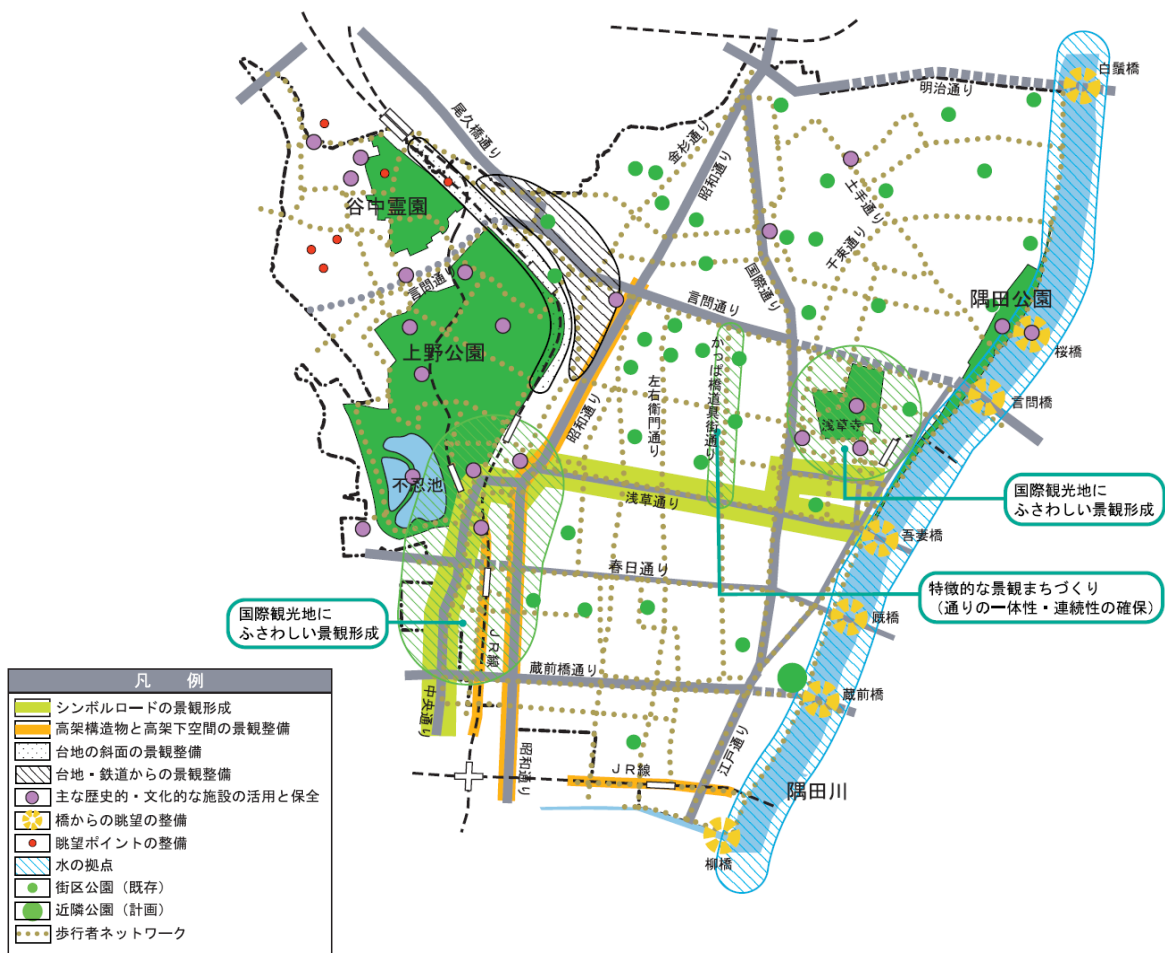 白鬚橋
明治通り
尾久橋通り
金杉通り
昭和通り
土手通り
谷中霊園
千束通り
国際通り
言問通り
言問通り
隅田公園
上野公園
かっぱ橋道具街通り
桜橋
左右衛門通り
言問橋
昭和通り
浅草寺
不忍池
浅草通り
国際観光地に
ふさわしい景観形成
吾妻橋
春日通り
特徴的な景観まちづくり
（通りの一体性・連続性の確保）
厩橋
国際観光地に
ふさわしい景観形成
JR線
蔵前橋通り
蔵前橋
中央通り
江戸通り
昭和通り
JR線
隅田川
柳橋
凡 例
シンボルロードの景観形成
高架構造物と高架下空間の景観整備
台地の斜面の景観整備
台地・鉄道からの景観整備
主な歴史的・文化的な施設の活用と保全
橋からの眺望の整備
眺望ポイントの整備
水の拠点
街区公園（既存）
近隣公園（計画）
歩行者ネットワーク